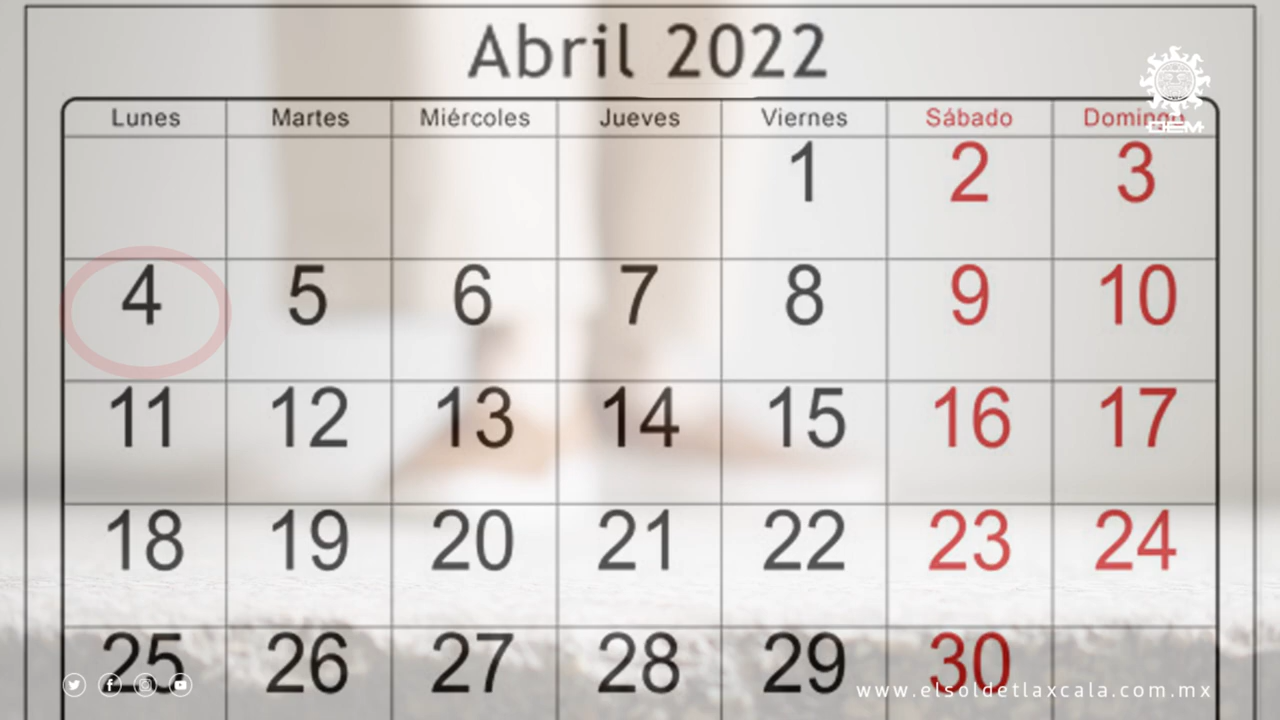 Abril 2022
Lunes Martes Miércoles Jueves Viernes Sábado Domingo
1 2 3
4 5 6 7 8 9 10
11 12 13 14 15 16 17
18 19 20 21 22 23 24
25 26 27 28 29 30
www.elsoldetlaxcala.com.mx
OEM